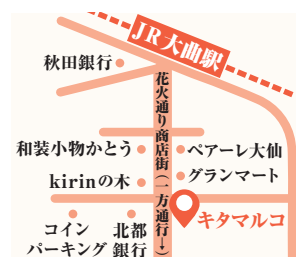 JR大曲駅
秋田銀行
花火通り商店街(一方通行→)
和装小物かとう
ペアーレ大仙
kirinの木
グランマート
キタマルコ
コイン
パーキング
北都
銀行